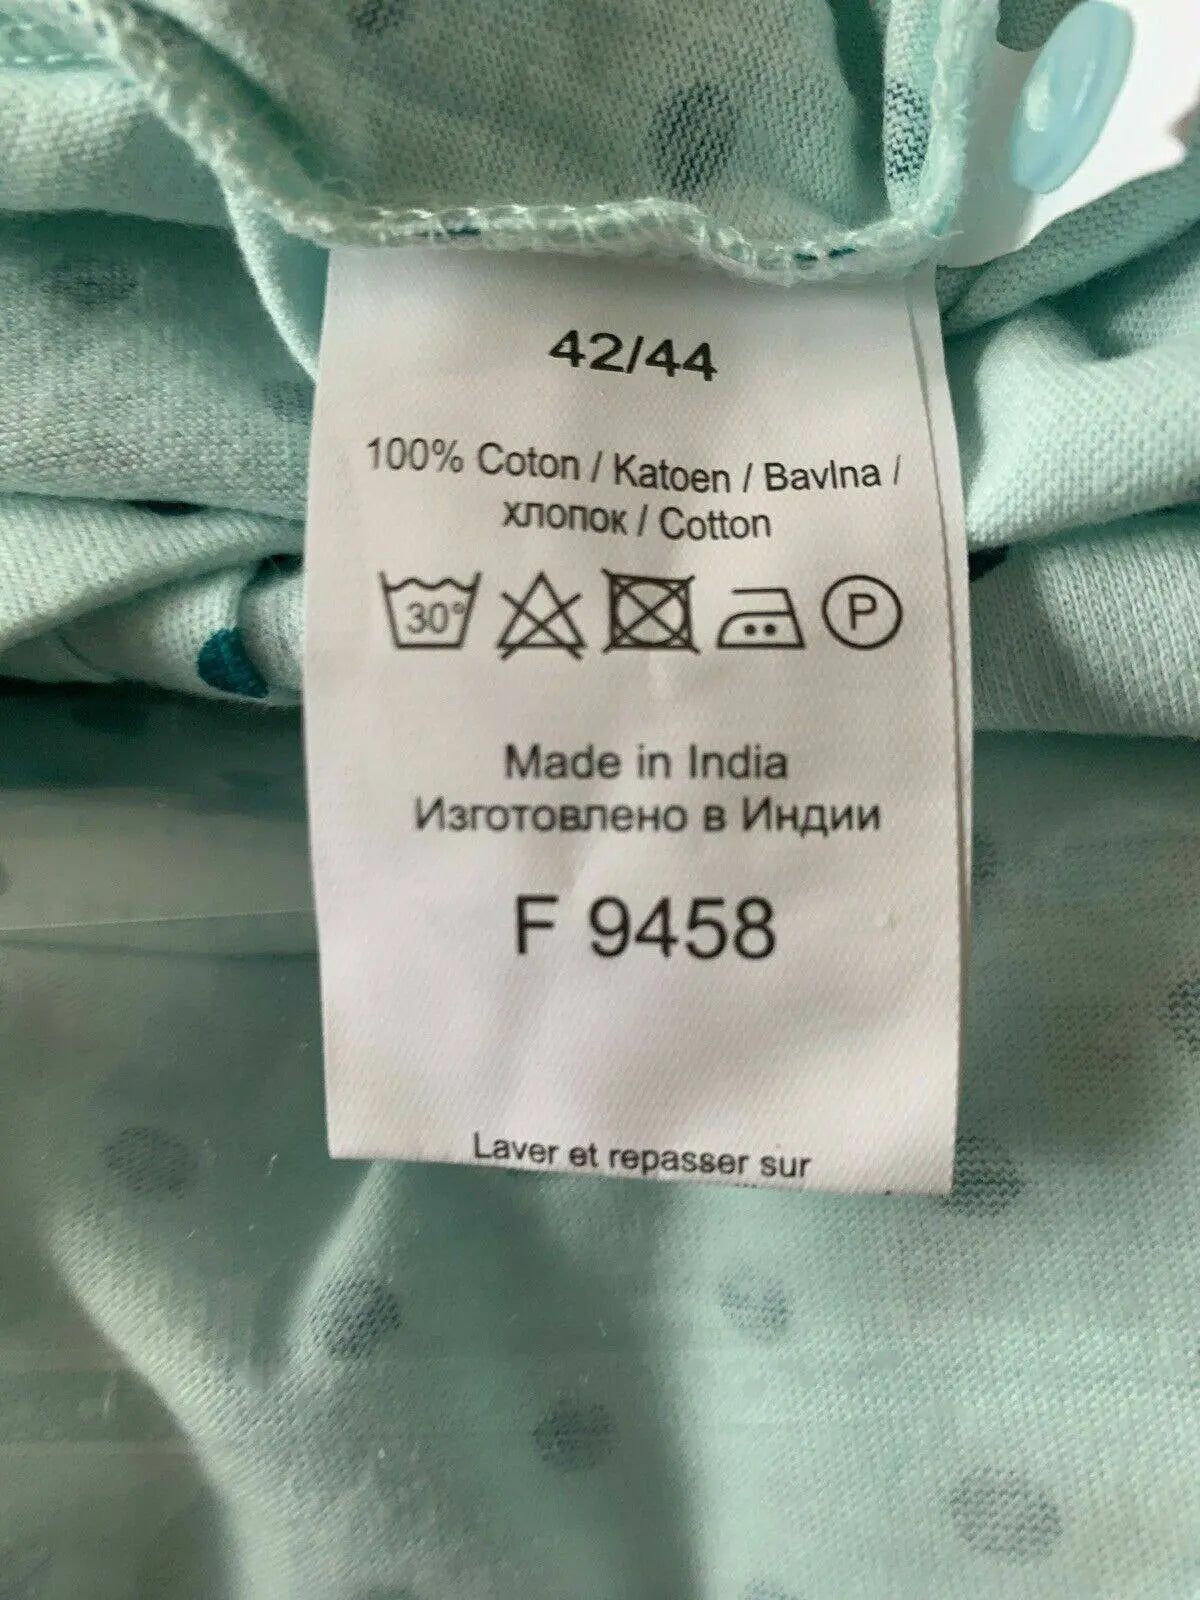 42/44
100% Coton / Katoen / Bavlna /
хлопок / Cotton
30° P
Made in India
Изготовлено в Индии
F 9458
Laver et repasser sur